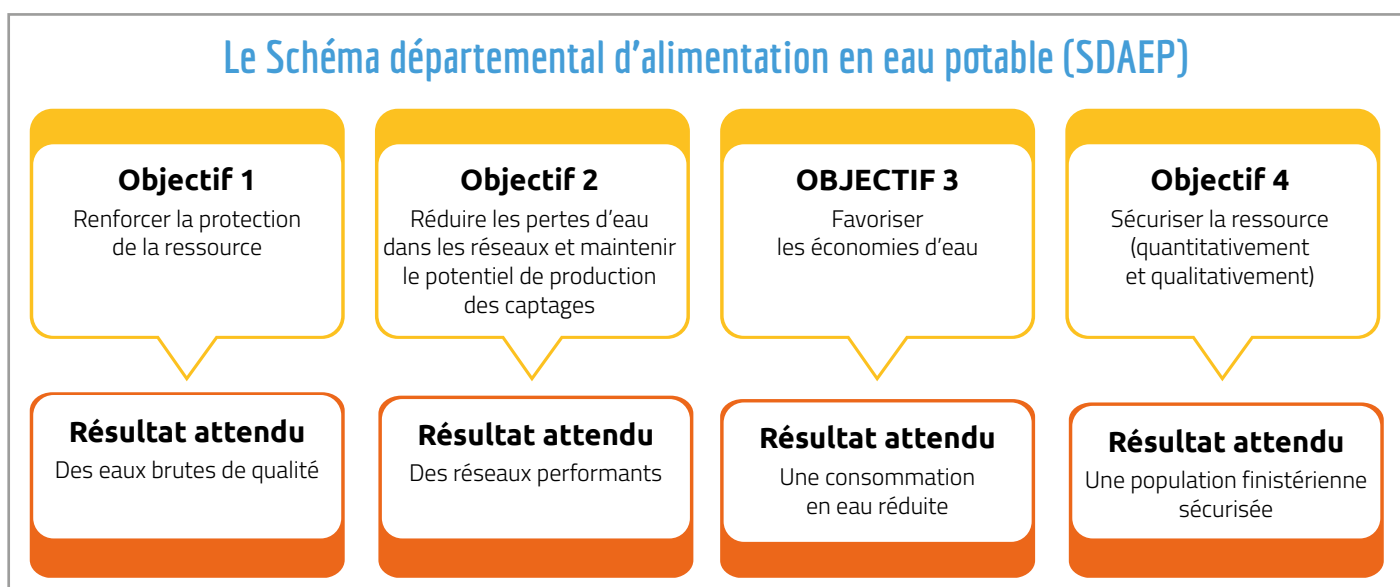 Le Schéma départemental d'alimentation en eau potable (SDAEP)
Objectif 1
Renforcer la protection
de la ressource
Objectif 2
Réduire les pertes d'eau
dans les réseaux et maintenir
le potentiel de production
des captages
OBJECTIF 3
Favoriser
les économies d'eau
Objectif 4
Sécuriser la ressource
(quantitativement
et qualitativement)
Résultat attendu
Des eaux brutes de qualité
Résultat attendu
Des réseaux performants
Résultat attendu
Une consommation
en eau réduite
Résultat attendu
Une population finistérienne
sécurisée